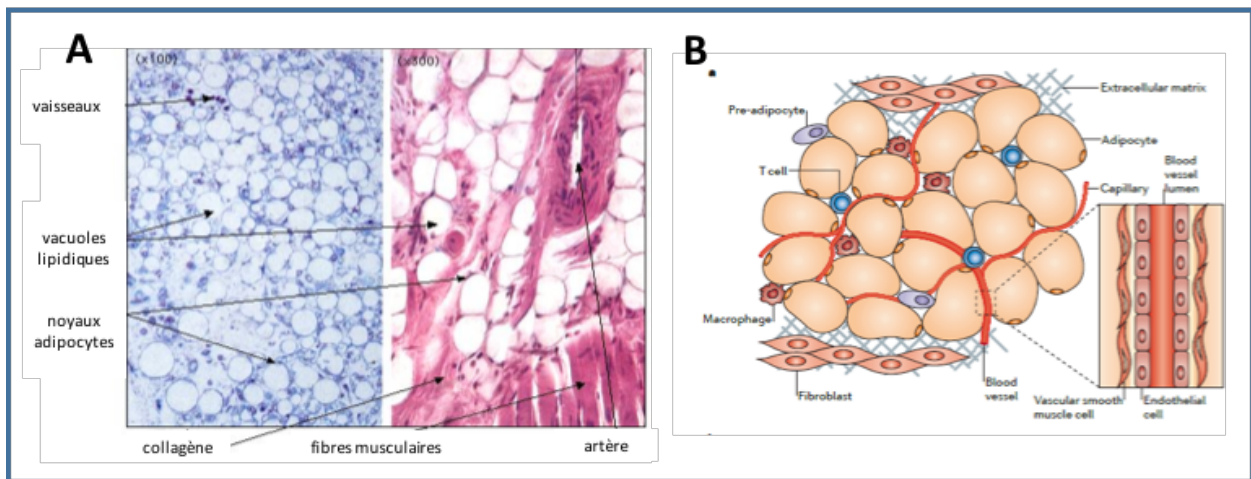 A
(x100)
(x300)
vaisseaux
vacuoles
lipidiques
noyaux
adipocytes
collagène
fibres musculaires
artère
B
Extracellular matrix
Pre-adipocyte
Adipocyte
T cell
Blood
vessel
lumen
Capillary
Macrophage
Fibroblast
Blood
vessel
Vascular smooth
muscle cell
Endothelial
cell